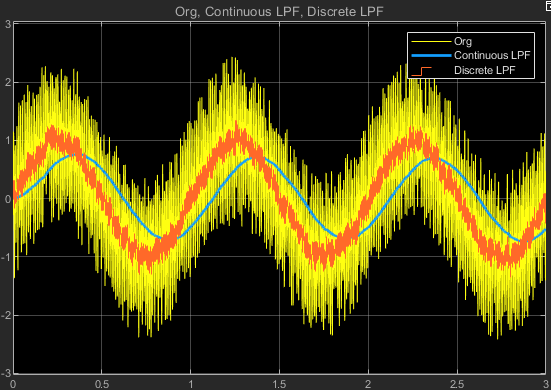 Org, Continuous LPF, Discrete LPF
3
Org
Continuous LPF
Discrete LPF
2
1
0
-1
-2
-3
0 0.5 1 1.5 2 2.5 3